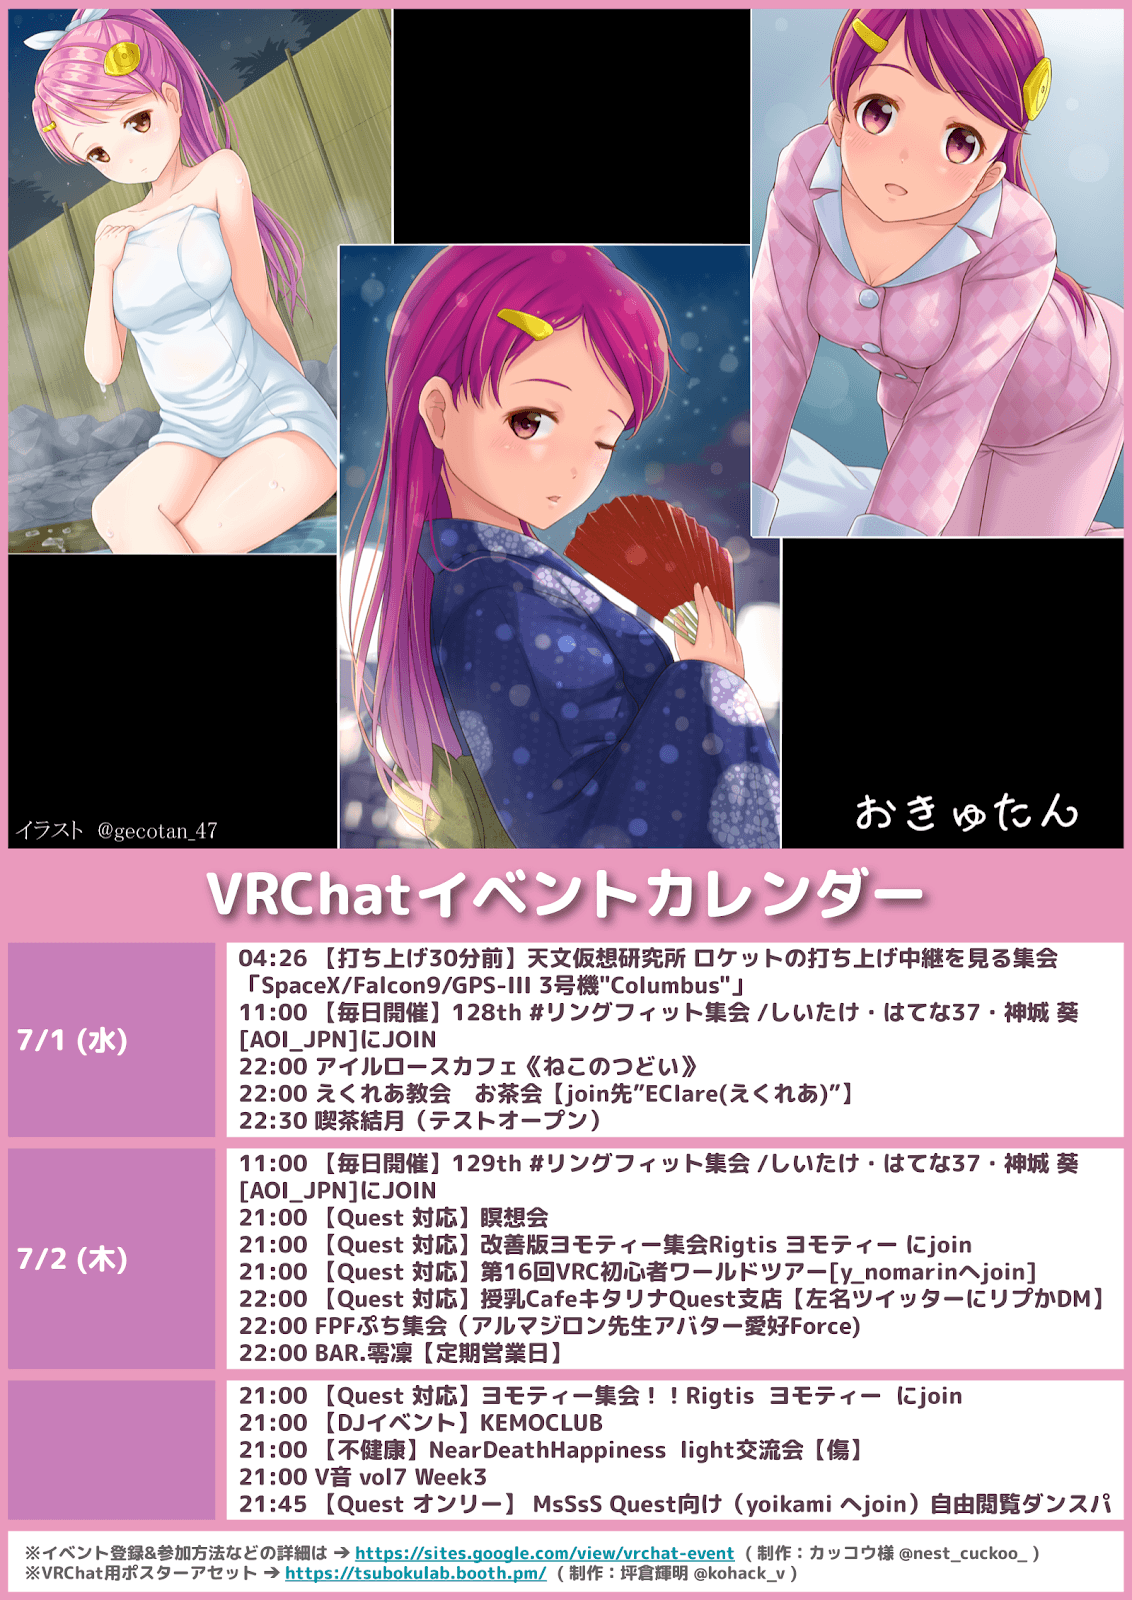 イラスト @gecotan_47
おきゅたん
VRChatイベントカレンダー
7/1 (水)
04:26 【打ち上げ30分前】天文仮想研究所 ロケットの打ち上げ中継を見る集会
「SpaceX/Falcon9/GPS-III 3号機"Columbus"」
11:00 【毎日開催】128th #リングフィット集会 /しいたけ・はてな37・神城 葵
[AOI_JPN]にJOIN
22:00 アイルロースカフェ《ねこのつどい》
22:00 えくれあ教会　お茶会【join先”EClare(えくれあ)”】
22:30 喫茶結月（テストオープン）
7/2 (木)
11:00 【毎日開催】129th #リングフィット集会 /しいたけ・はてな37・神城 葵
[AOI_JPN]にJOIN
21:00 【Quest 対応】瞑想会
21:00 【Quest 対応】改善版ヨモティー集会Rigtis ヨモティー にjoin
21:00 【Quest 対応】第16回VRC初心者ワールドツアー[y_nomarinへjoin]
22:00 【Quest 対応】授乳CafeキタリナQuest支店【左名ツイッターにリプかDM】
22:00 FPFぷち集会（アルマジロン先生アバター愛好Force)
22:00 BAR.零凜【定期営業日】
21:00 【Quest 対応】ヨモティー集会！！Rigtis ヨモティー にjoin
21:00 【DJイベント】KEMOCLUB
21:00 【不健康】NearDeathHappiness light交流会【傷】
21:00 V音 vol7 Week3
21:45 【Quest オンリー】 MsSsS Quest向け（yoikami へjoin）自由閲覧ダンスパ
※イベント登録&参加方法などの詳細は ➔ https://sites.google.com/view/vrchat-event ( 制作：カッコウ様 @nest_cuckoo_ )
※VRChat用ポスターアセット ➔ https://tsubokulab.booth.pm/ ( 制作：坪倉輝明 @kohack_v )